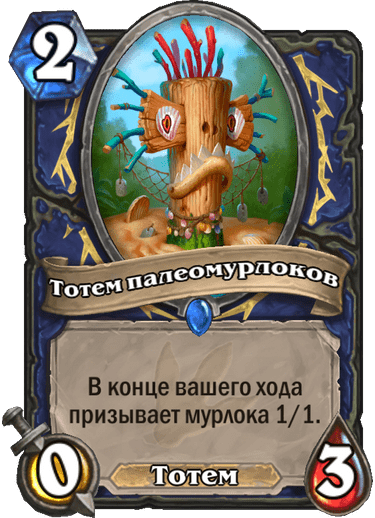 2
Тотем палеомурлоков
В конце вашего хода
призывает мурлока 1/1.
0
Тотем
3